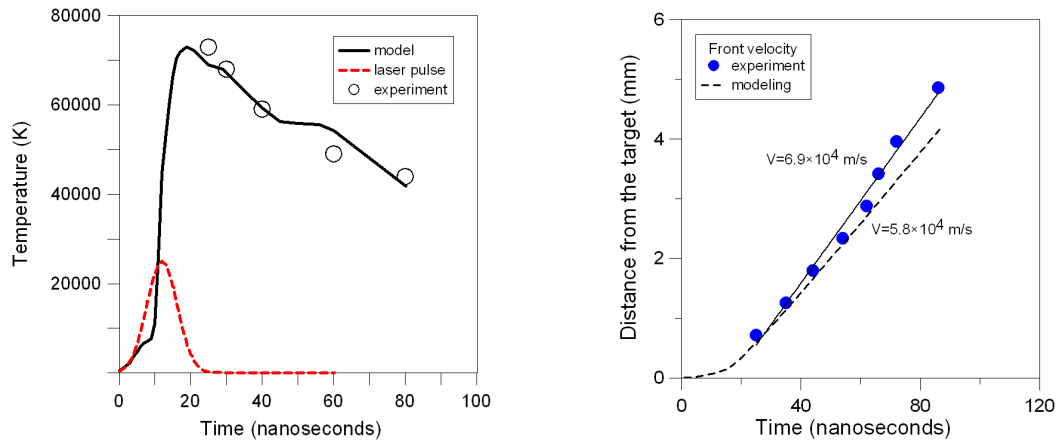 80000
60000
40000
20000
0
20
40
60
80
100
Temperature (K)
Time (nanoseconds)
model
laser pulse
experiment
6
4
2
0
0
40
80
120
Distance from the target (mm)
Time (nanoseconds)
Front velocity
experiment
modeling
V=6.9×10⁴ m/s
V=5.8×10⁴ m/s